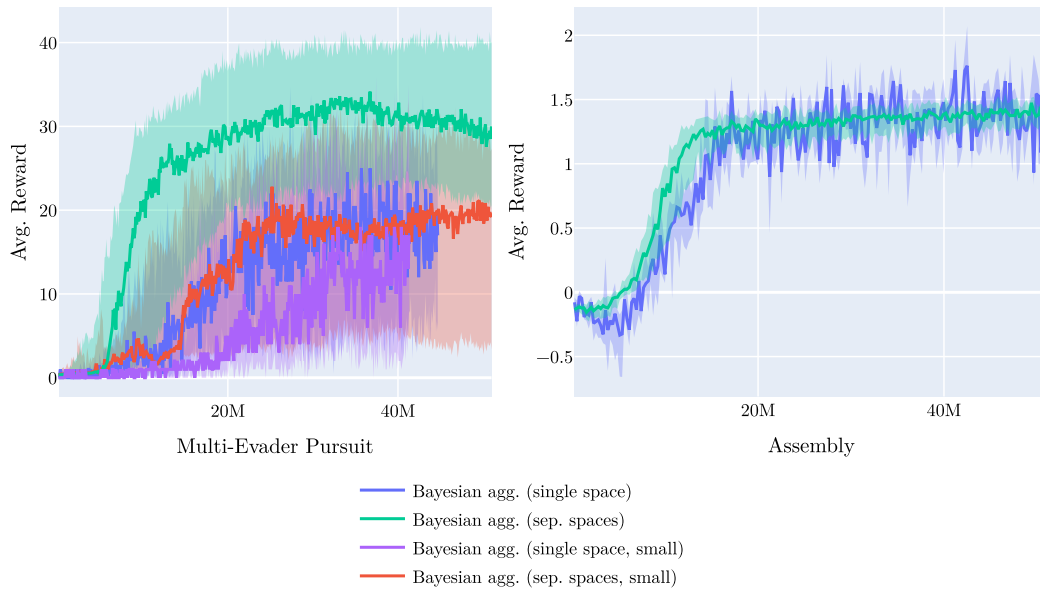 40
30
20
10
0
Avg. Reward
20M
40M
Multi-Evader Pursuit
2
1.5
1
0.5
0
−0.5
Avg. Reward
20M
40M
Assembly
Bayesian agg. (single space)
Bayesian agg. (sep. spaces)
Bayesian agg. (single space, small)
Bayesian agg. (sep. spaces, small)